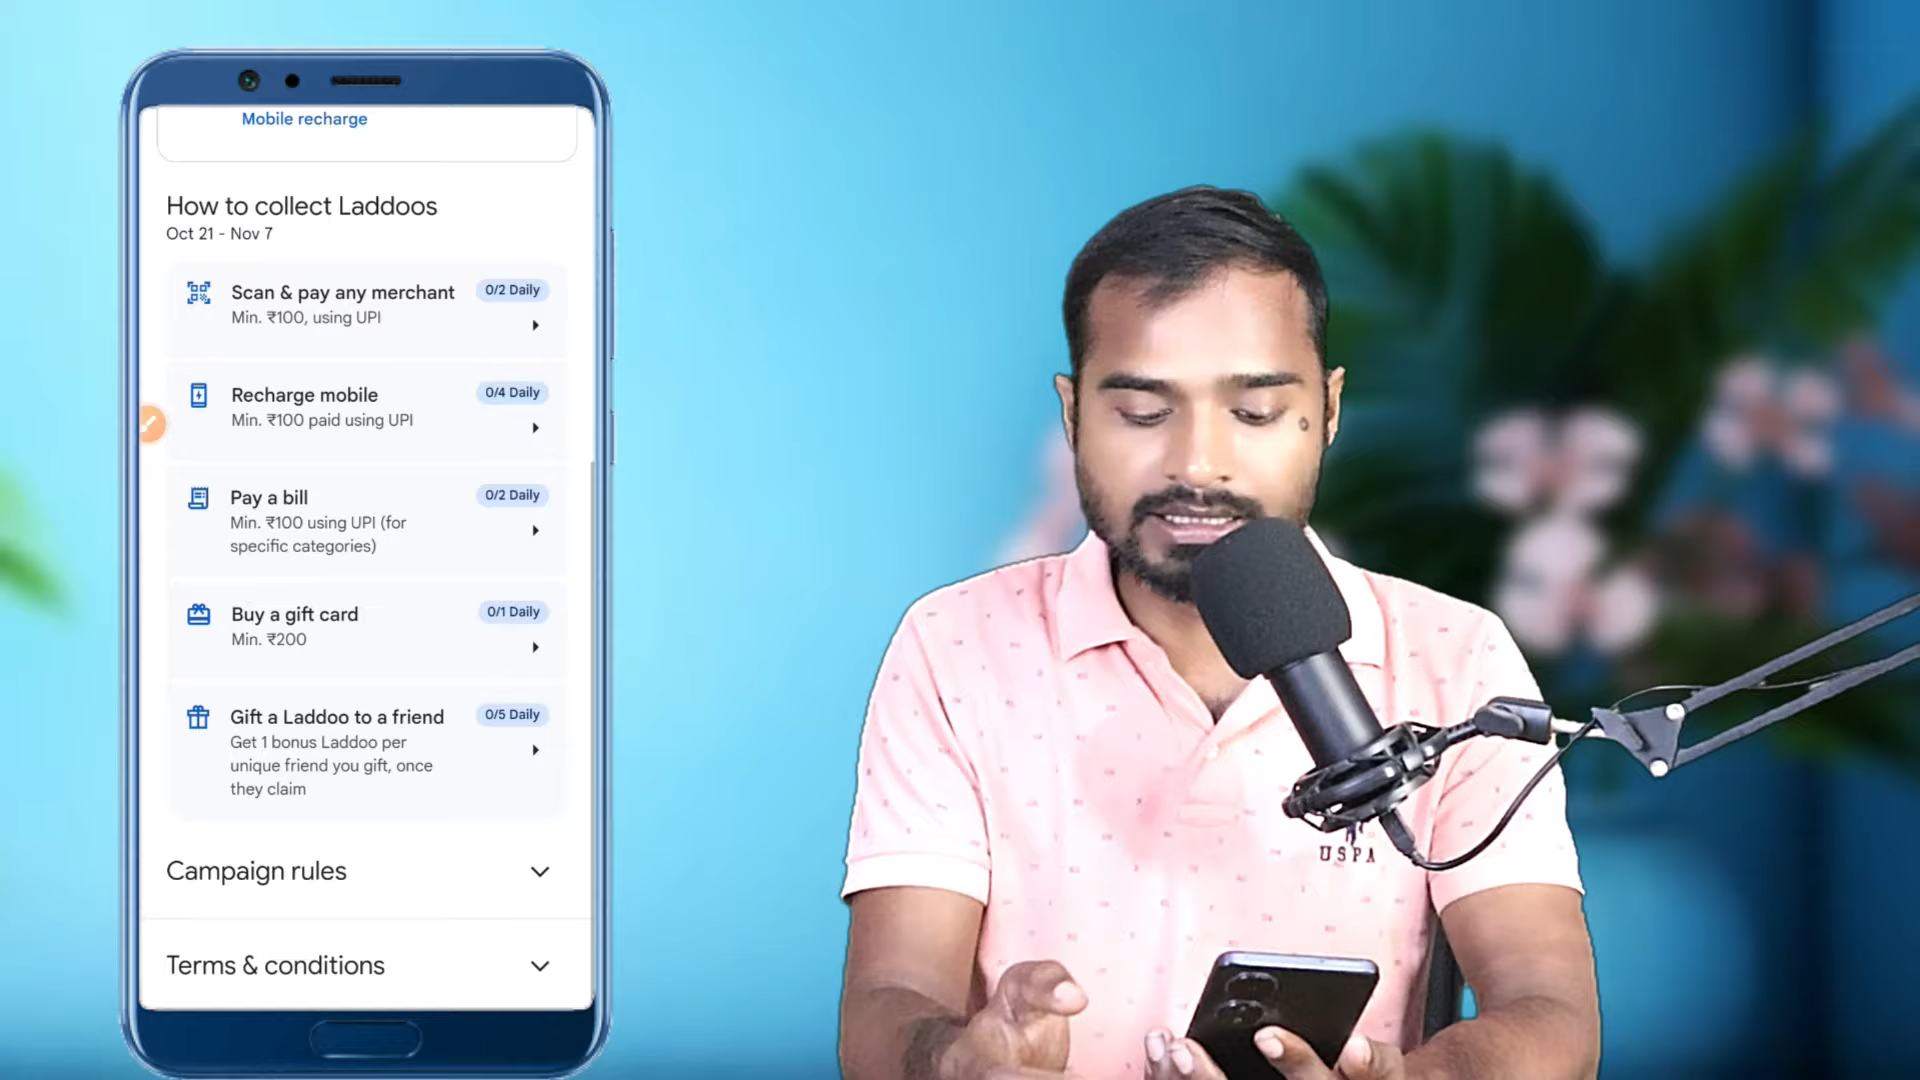 Mobile recharge
How to collect Laddoos
Oct 21 - Nov 7
Scan & pay any merchant
0/2 Daily
Min. ₹100, using UPI
Recharge mobile
0/4 Daily
Min. ₹100 paid using UPI
Pay a bill
0/2 Daily
Min. ₹100 using UPI (for
specific categories)
Buy a gift card
0/1 Daily
Min. ₹200
Gift a Laddoo to a friend
0/5 Daily
Get 1 bonus Laddoo per
unique friend you gift, once
they claim
Campaign rules
Terms & conditions
USPA